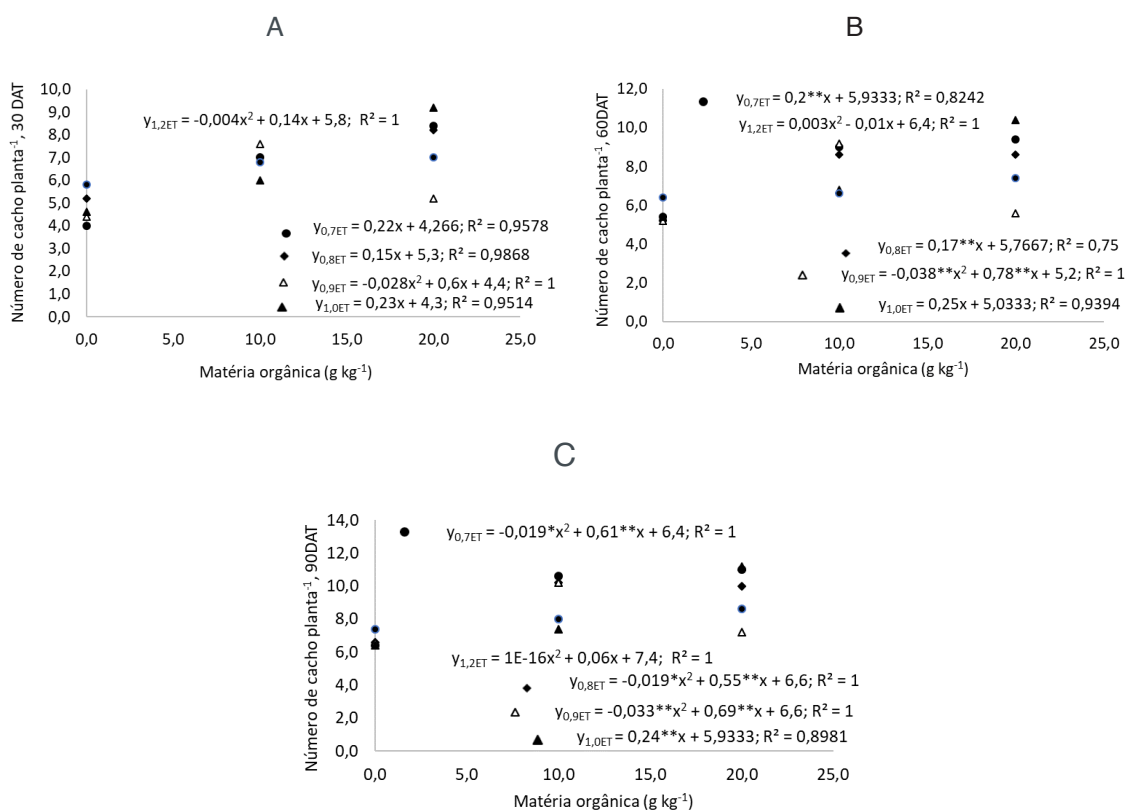 A
Número de cacho planta⁻¹, 30 DAT
10,0
9,0
8,0
7,0
6,0
5,0
4,0
3,0
2,0
1,0
0,0
y1,2ET = -0,004x² + 0,14x + 5,8; R² = 1
y0,7ET = 0,22x + 4,266; R² = 0,9578
y0,8ET = 0,15x + 5,3; R² = 0,9868
y0,9ET = -0,028x² + 0,6x + 4,4; R² = 1
y1,0ET = 0,23x + 4,3; R² = 0,9514
0,0 5,0 10,0 15,0 20,0 25,0
Matéria orgânica (g kg⁻¹)
B
Número de cacho planta⁻¹, 60DAT
12,0
10,0
8,0
6,0
4,0
2,0
0,0
y0,7ET = 0,2**x + 5,9333; R² = 0,8242
y1,2ET = 0,003x² - 0,01x + 6,4; R² = 1
y0,8ET = 0,17**x + 5,7667; R² = 0,75
y0,9ET = -0,038**x² + 0,78**x + 5,2; R² = 1
y1,0ET = 0,25x + 5,0333; R² = 0,9394
0,0 5,0 10,0 15,0 20,0 25,0
Matéria orgânica (g kg⁻¹)
C
Número de cacho planta⁻¹, 90DAT
14,0
12,0
10,0
8,0
6,0
4,0
2,0
0,0
y0,7ET = -0,019*x² + 0,61**x + 6,4; R² = 1
y1,2ET = 1E-16x² + 0,06x + 7,4; R² = 1
y0,8ET = -0,019*x² + 0,55**x + 6,6; R² = 1
y0,9ET = -0,033**x² + 0,69**x + 6,6; R² = 1
y1,0ET = 0,24**x + 5,9333; R² = 0,8981
0,0 5,0 10,0 15,0 20,0 25,0
Matéria orgânica (g kg⁻¹)